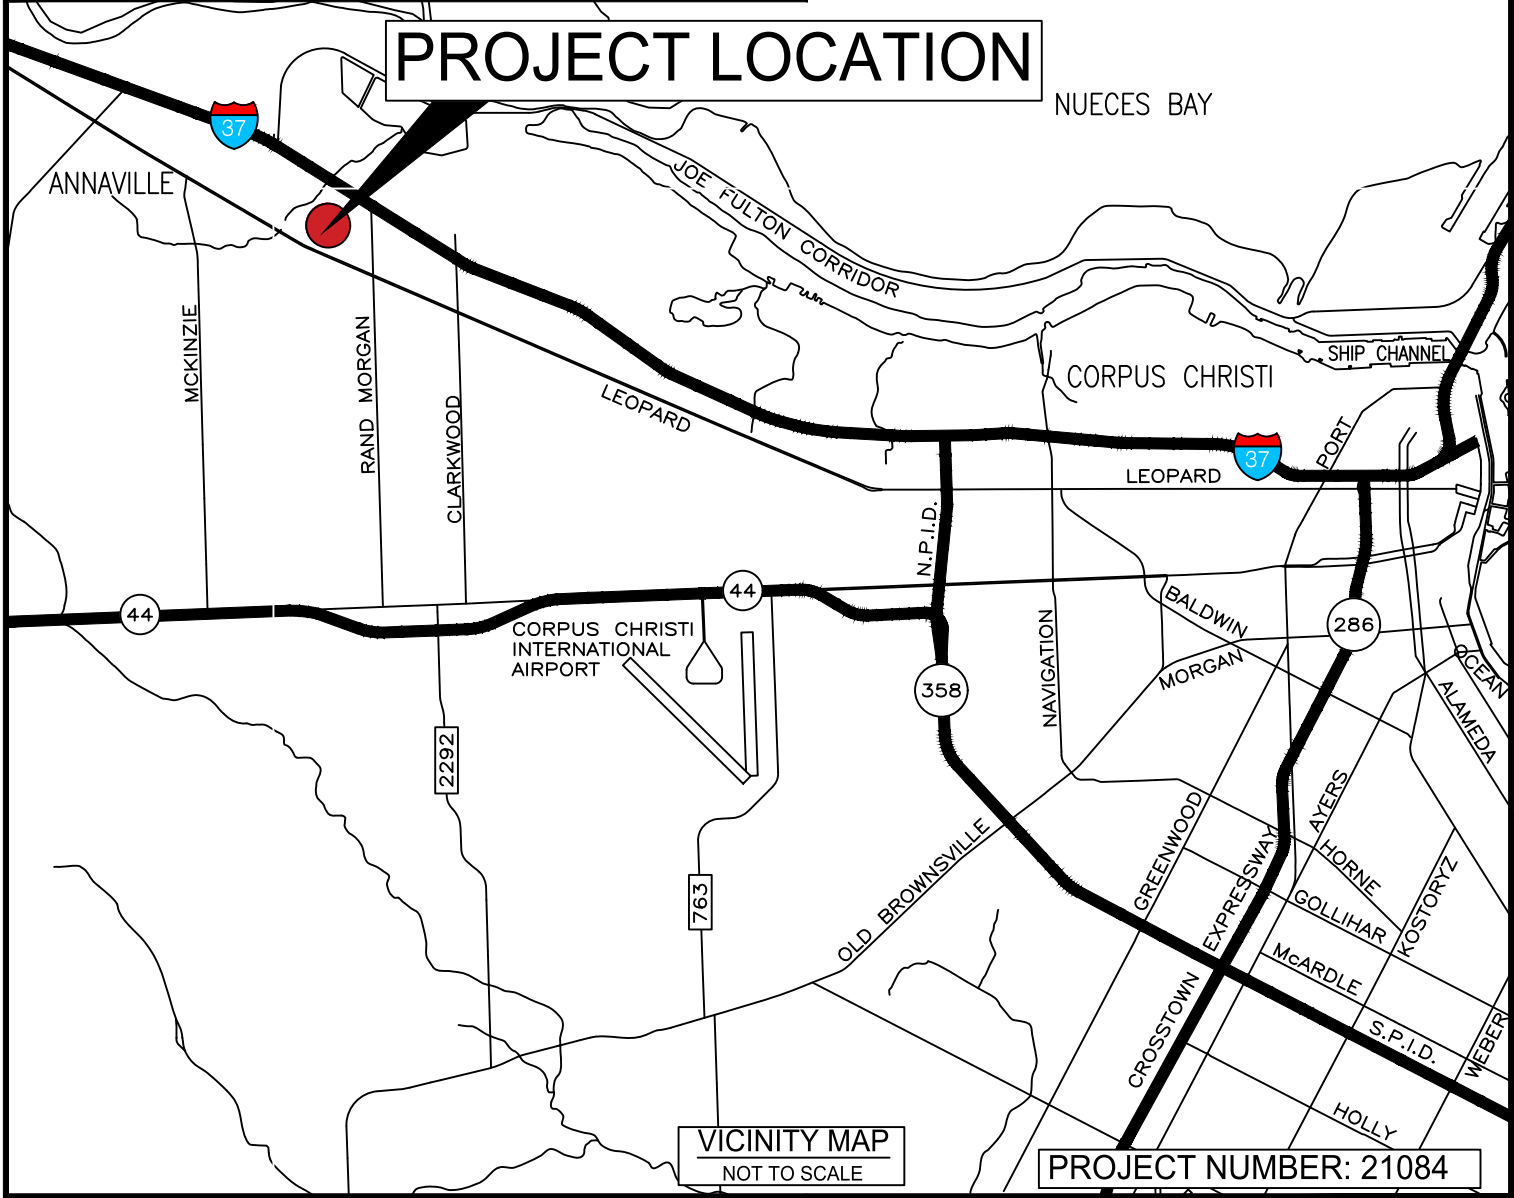 PROJECT LOCATION
NUECES BAY
37
ANNAVILLE
JOE FULTON CORRIDOR
MCKINZIE
RAND MORGAN
CLARKWOOD
LEOPARD
SHIP CHANNEL
CORPUS CHRISTI
PORT
37
LEOPARD
N.P.I.D.
44
44
CORPUS CHRISTI
INTERNATIONAL
AIRPORT
BALDWIN
286
NAVIGATION
MORGAN
OCEAN
358
ALAMEDA
2292
GREENWOOD
AYERS
HORNE
EXPRESSWAY
OLD BROWNSVILLE
763
GOLLIHAR
KOSTORYZ
McARDLE
CROSSTOWN
S.P.I.D.
WEBER
HOLLY
VICINITY MAP
NOT TO SCALE
PROJECT NUMBER: 21084